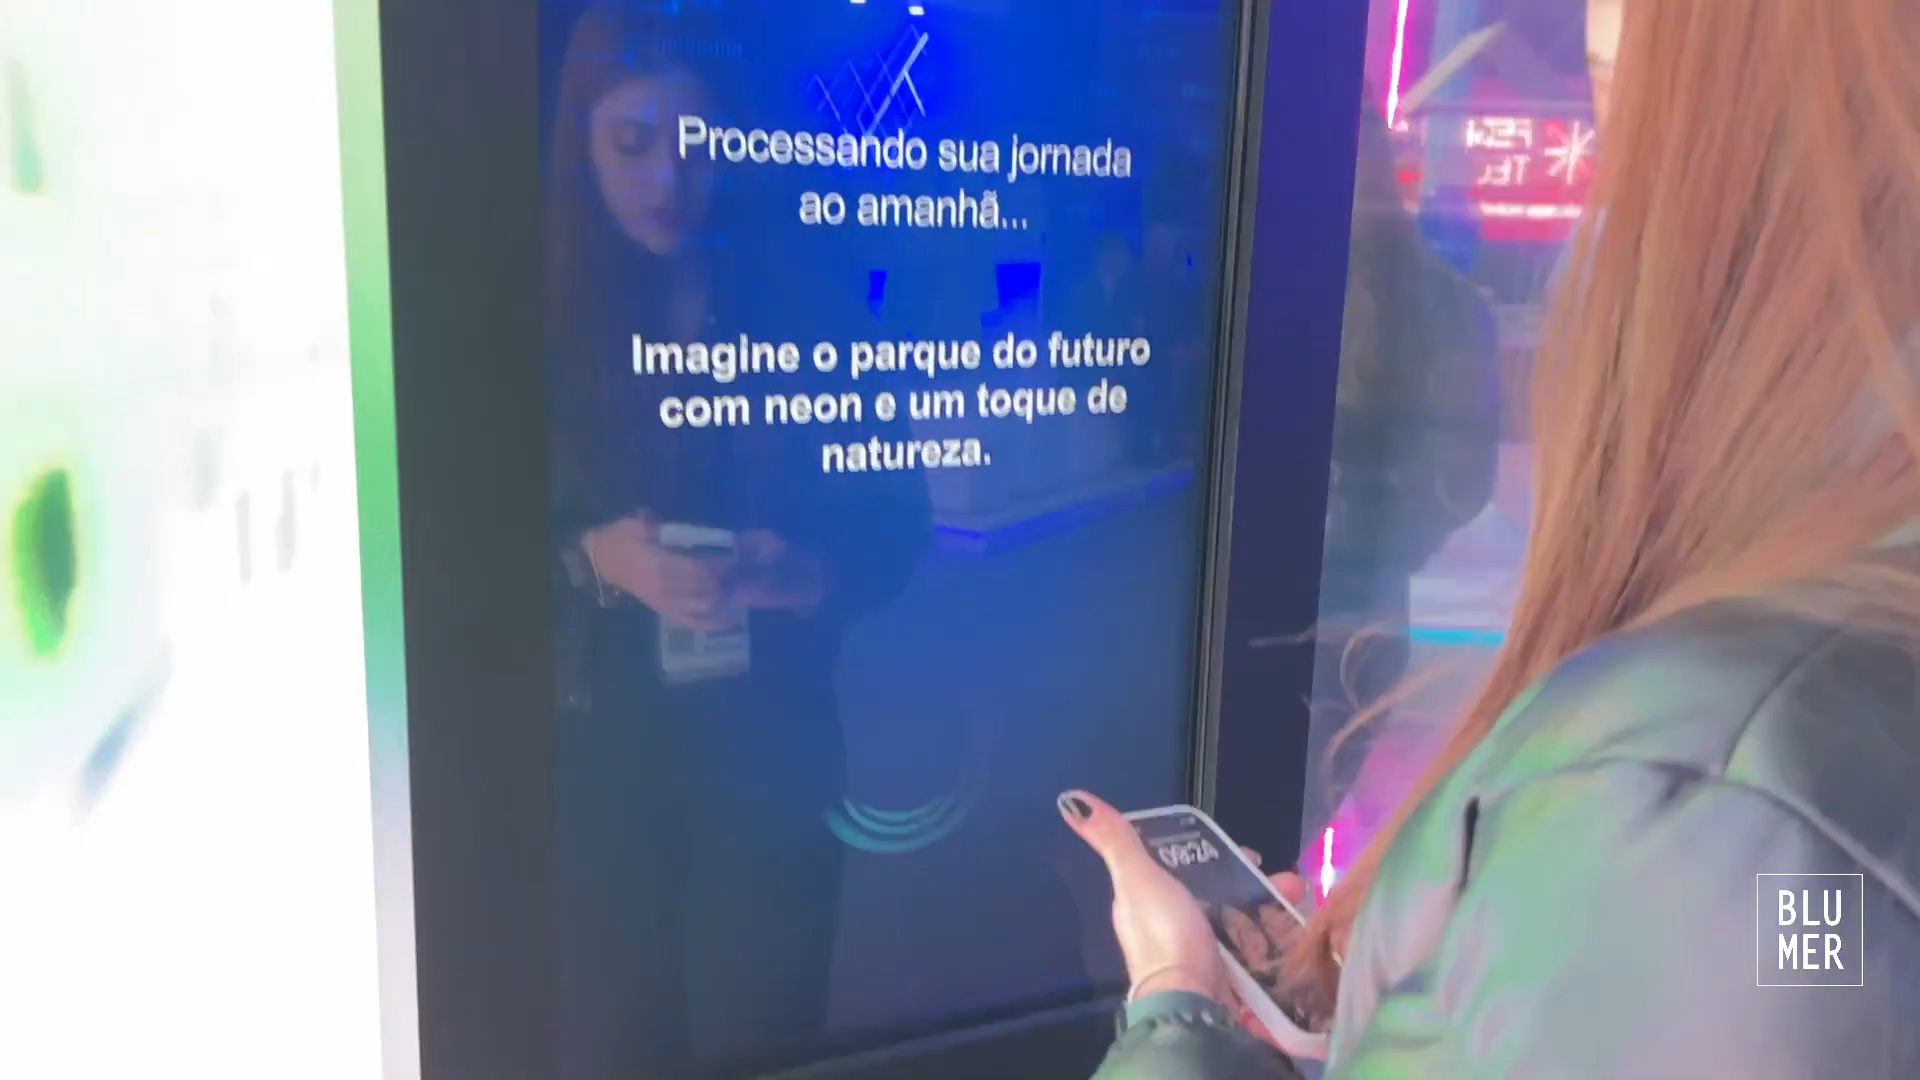 Processando sua jornada
ao amanhã...
Imagine o parque do futuro
com neon e um toque de
natureza.
BLU
MER